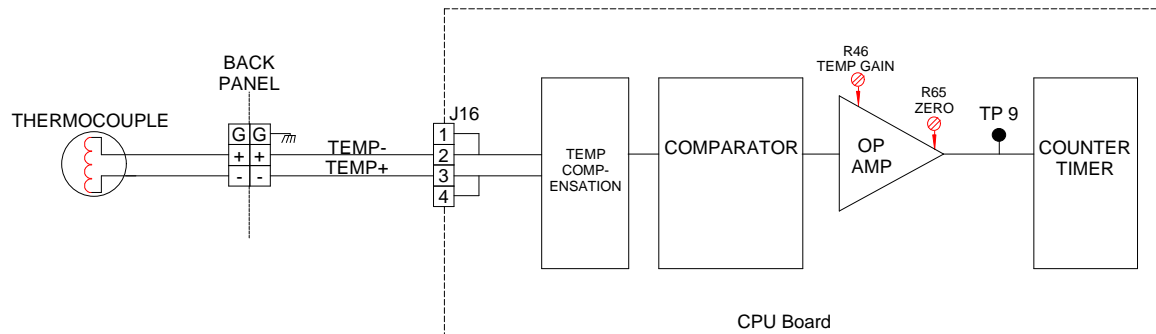 BACK
PANEL
THERMOCOUPLE
G G
+ +
- -
TEMP-
TEMP+
J16
1
2
3
4
TEMP
COMP-
ENSATION
COMPARATOR
R46
TEMP GAIN
OP
AMP
R65
ZERO
TP 9
COUNTER
TIMER
CPU Board